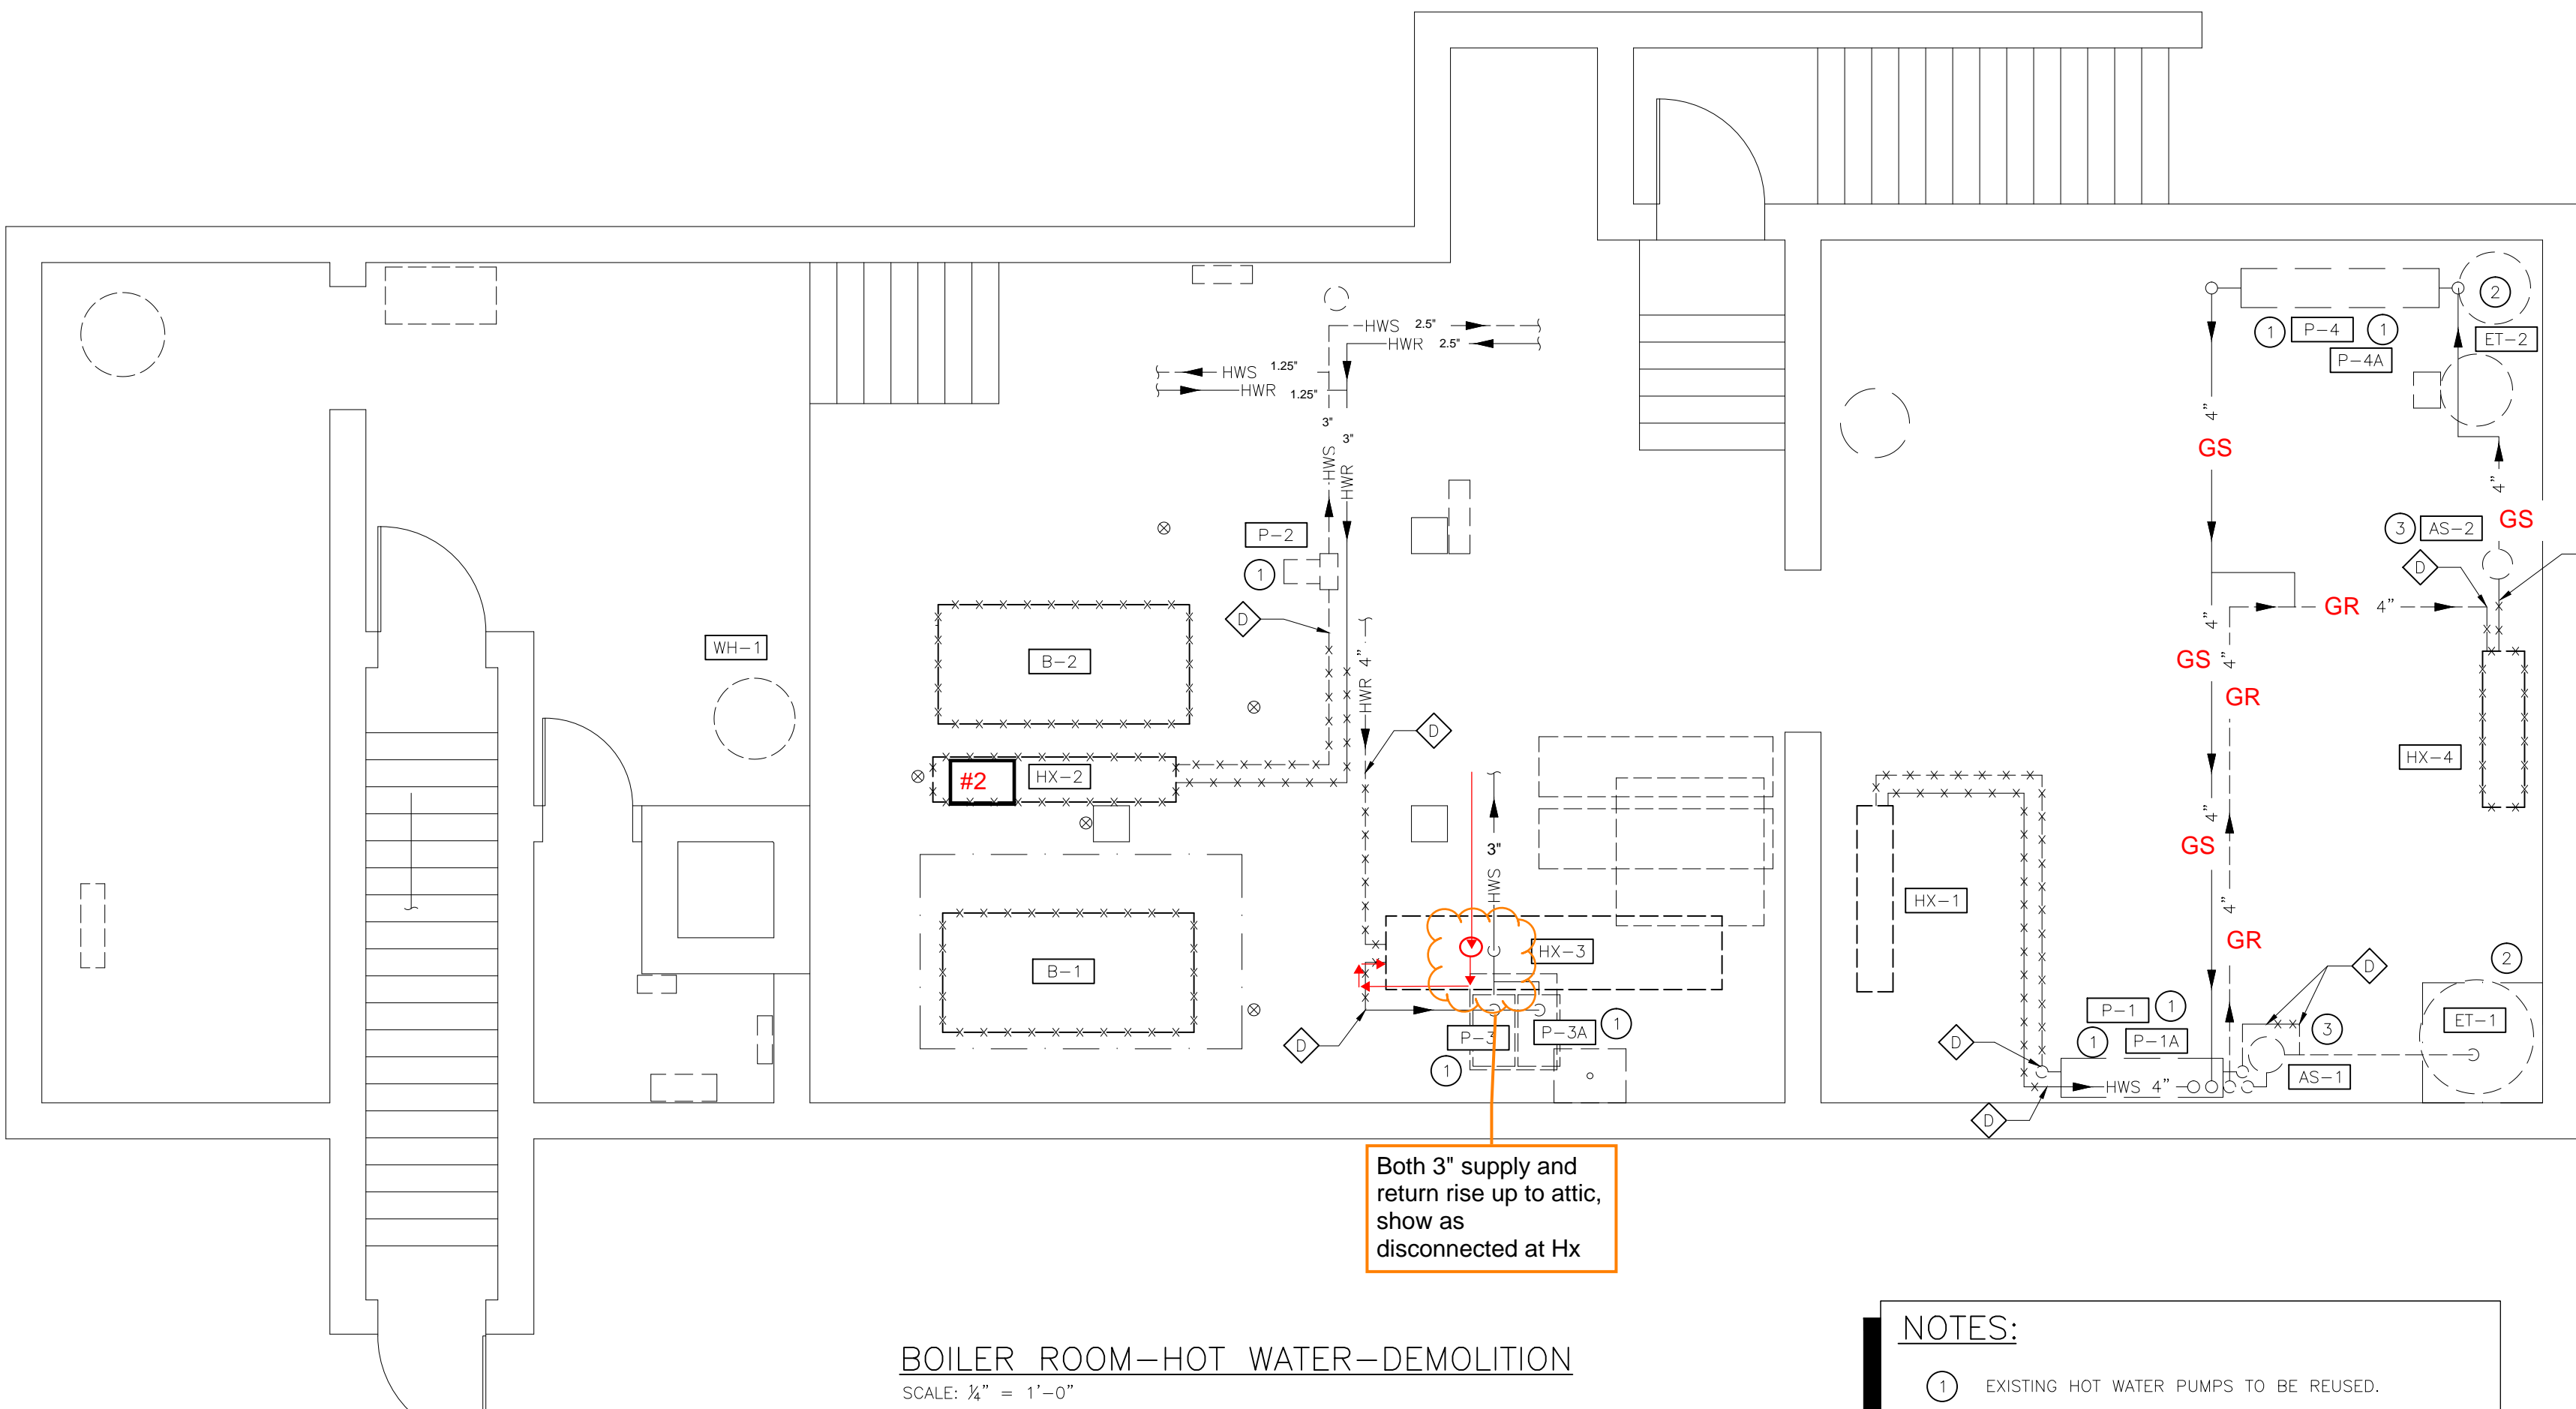 HWS 2.5"
HWR 2.5"
HWS 1.25"
HWR 1.25"
3"
3"
HWS
HWR
P-2
1
D
WH-1
B-2
HWR 4"
D
#2
HX-2
3"
HWS
HX-3
B-1
D
P-3
P-3A
1
1
2
1
P-4
1
ET-2
P-4A
4"
GS
4"
GS
3
AS-2
D
GR
4"
4"
GS
4"
GR
HX-4
4"
GS
HX-1
4"
GR
2
D
P-1
1
ET-1
1
P-1A
3
D
AS-1
HWS 4"
D
Both 3" supply and
return rise up to attic,
show as
disconnected at Hx
BOILER ROOM-HOT WATER-DEMOLITION
SCALE: ¼" = 1'-0"
NOTES:
1 EXISTING HOT WATER PUMPS TO BE REUSED.